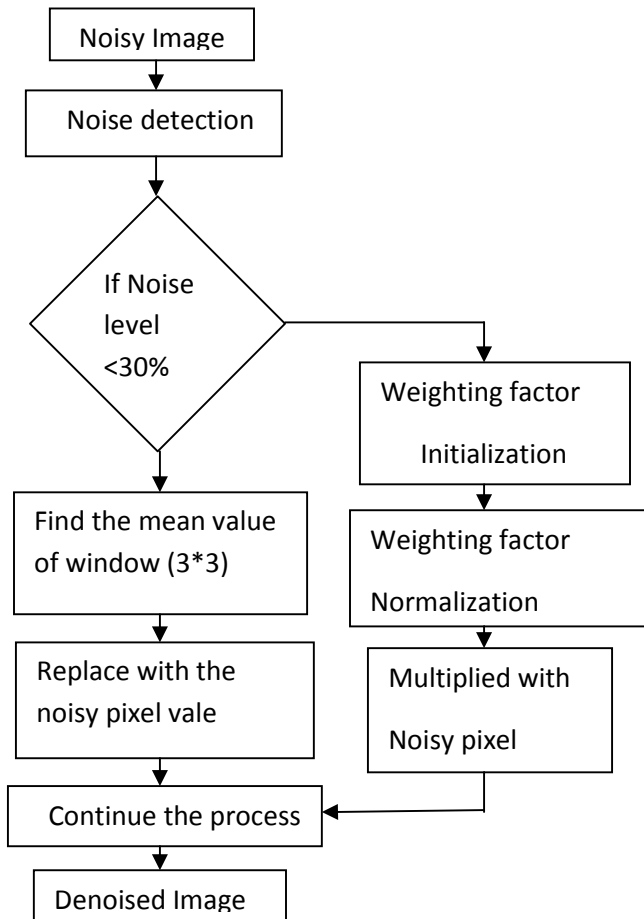 Noisy Image
Noise detection
If Noise
level
<30%
Find the mean value
of window (3*3)
Replace with the
noisy pixel vale
Weighting factor
Initialization
Weighting factor
Normalization
Multiplied with
Noisy pixel
Continue the process
Denoised Image